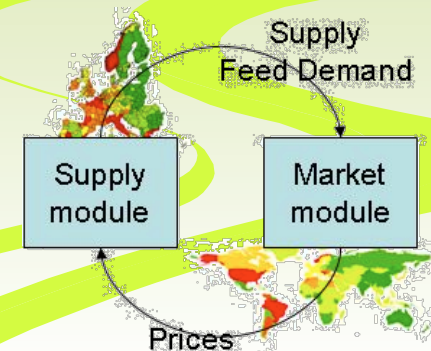 Supply
Feed Demand
Supply
module
Market
module
Prices